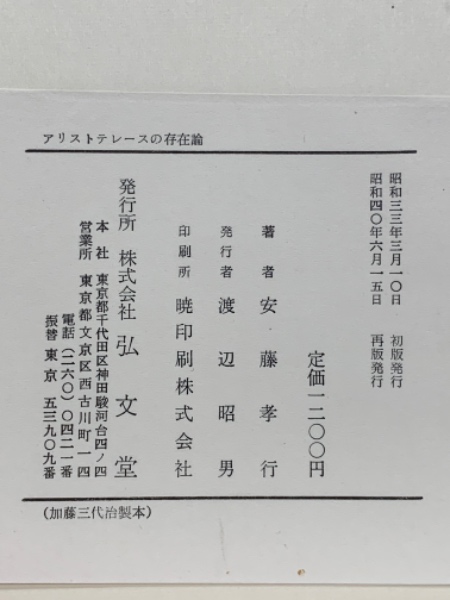 アリストテレースの存在論
昭和三三年三月一〇日 初版発行
昭和四〇年六月一五日 再版発行
定価一二〇〇円
著者 安藤孝行
発行者 渡辺昭男
印刷所 暁印刷株式会社
発行所 株式会社 弘文堂
本社 東京都千代田区神田駿河台四ノ四
営業所 東京都文京区西古川町一四
電話(二六〇)〇四二一番
振替東京 五三九〇九番
(加藤三代治製本)